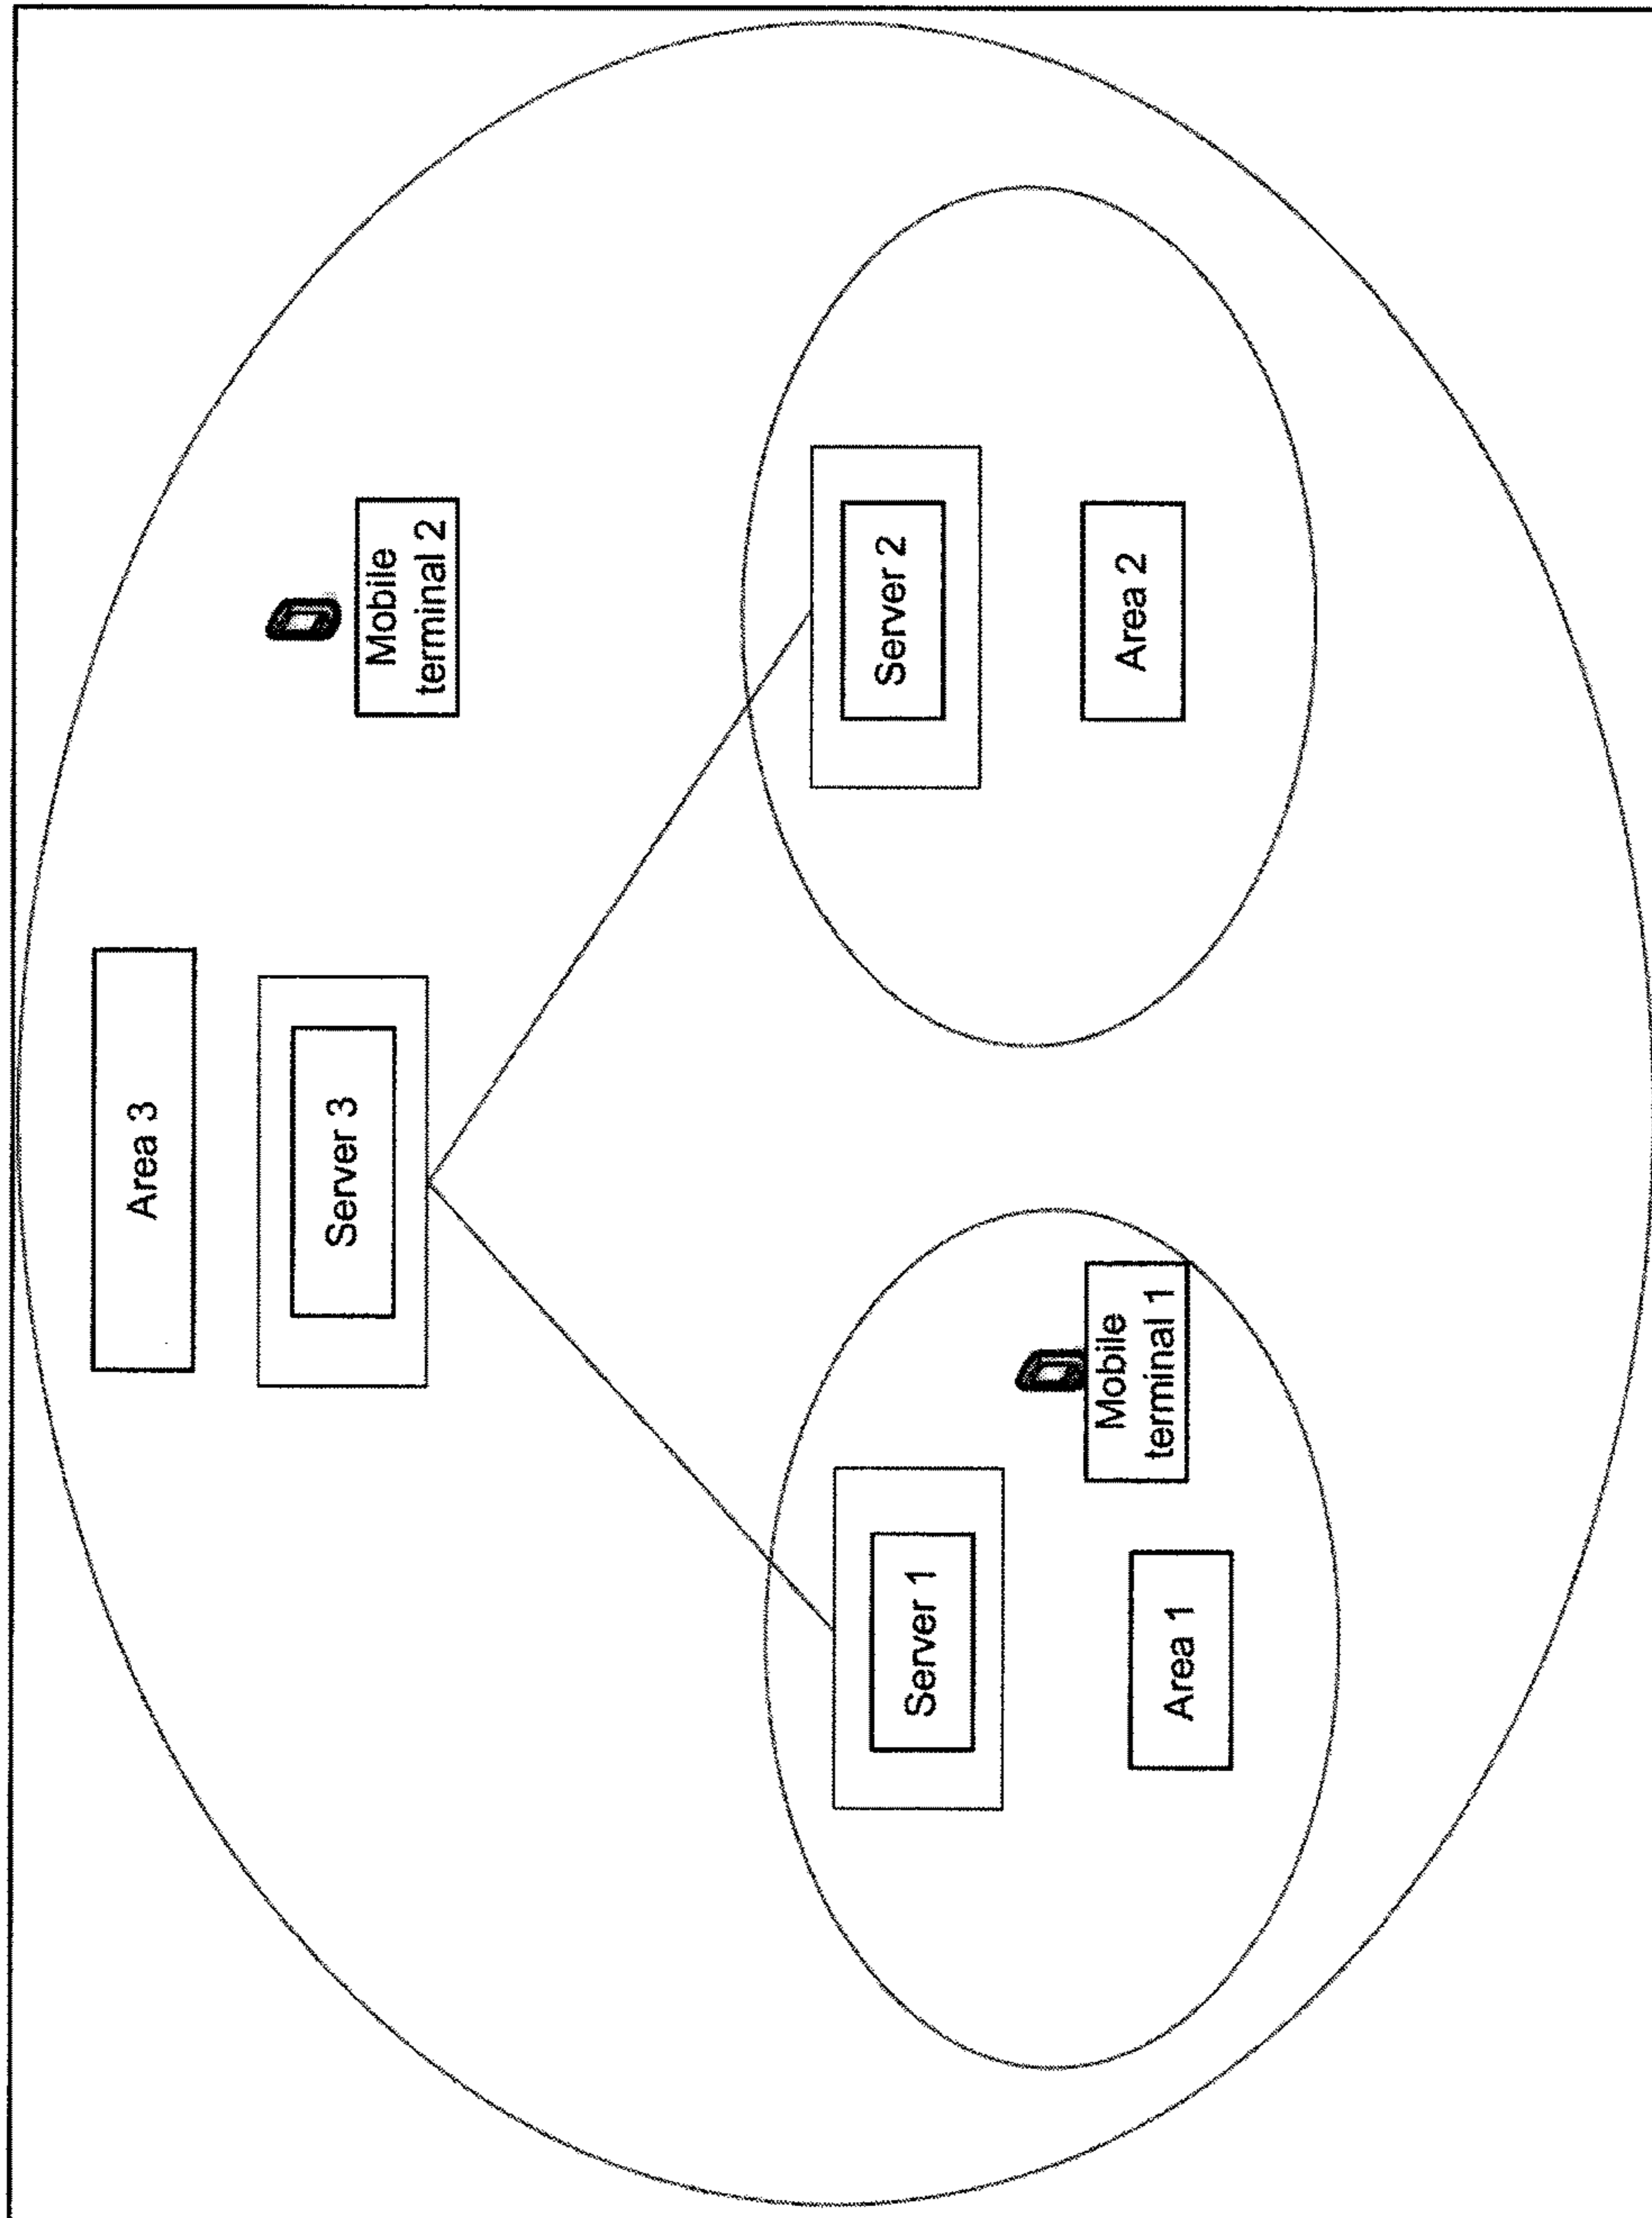 Area 3
Server 3
Mobile
terminal 2
Server 1
Server 2
Mobile
terminal 1
Area 1
Area 2